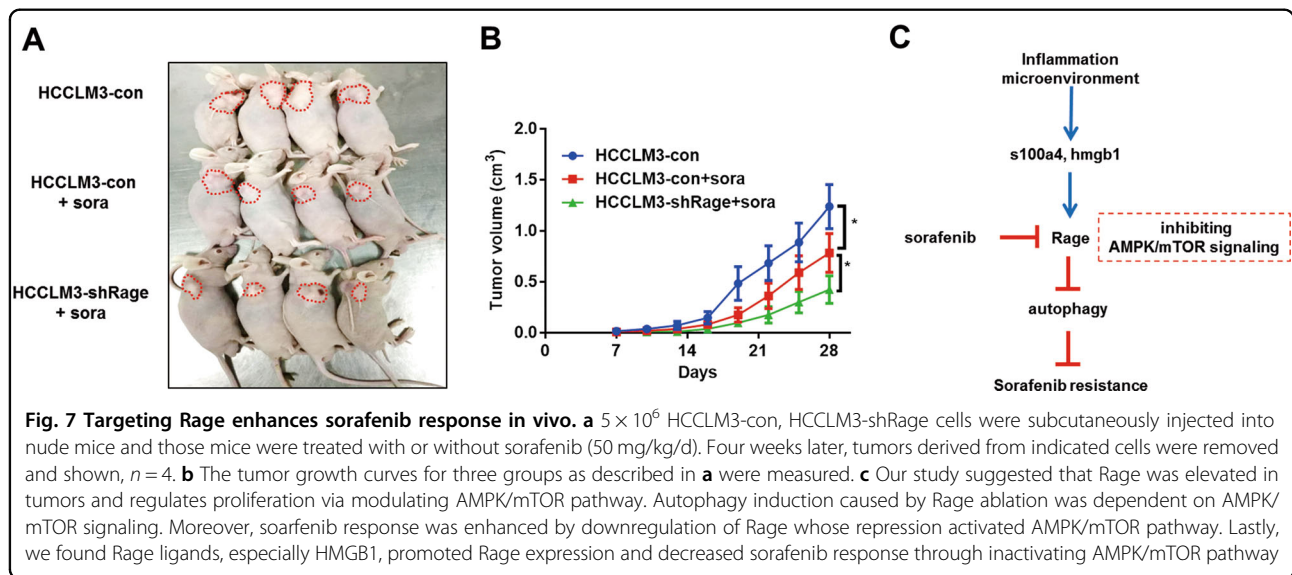 A
HCCLM3-con
HCCLM3-con
+ sora
HCCLM3-shRage
+ sora
B
Tumor volume (cm³)
2.0
1.5
1.0
0.5
0.0
HCCLM3-con
HCCLM3-con+sora
HCCLM3-shRage+sora
*
*
0
7
14
21
28
Days
C
Inflammation
microenvironment
s100a4, hmgb1
sorafenib
Rage
inhibiting
AMPK/mTOR signaling
autophagy
Sorafenib resistance
Fig. 7 Targeting Rage enhances sorafenib response in vivo. a 5 × 10⁶ HCCLM3-con, HCCLM3-shRage cells were subcutaneously injected into
nude mice and those mice were treated with or without sorafenib (50 mg/kg/d). Four weeks later, tumors derived from indicated cells were removed
and shown, n = 4. b The tumor growth curves for three groups as described in a were measured. c Our study suggested that Rage was elevated in
tumors and regulates proliferation via modulating AMPK/mTOR pathway. Autophagy induction caused by Rage ablation was dependent on AMPK/
mTOR signaling. Moreover, soarfenib response was enhanced by downregulation of Rage whose repression activated AMPK/mTOR pathway. Lastly,
we found Rage ligands, especially HMGB1, promoted Rage expression and decreased sorafenib response through inactivating AMPK/mTOR pathway